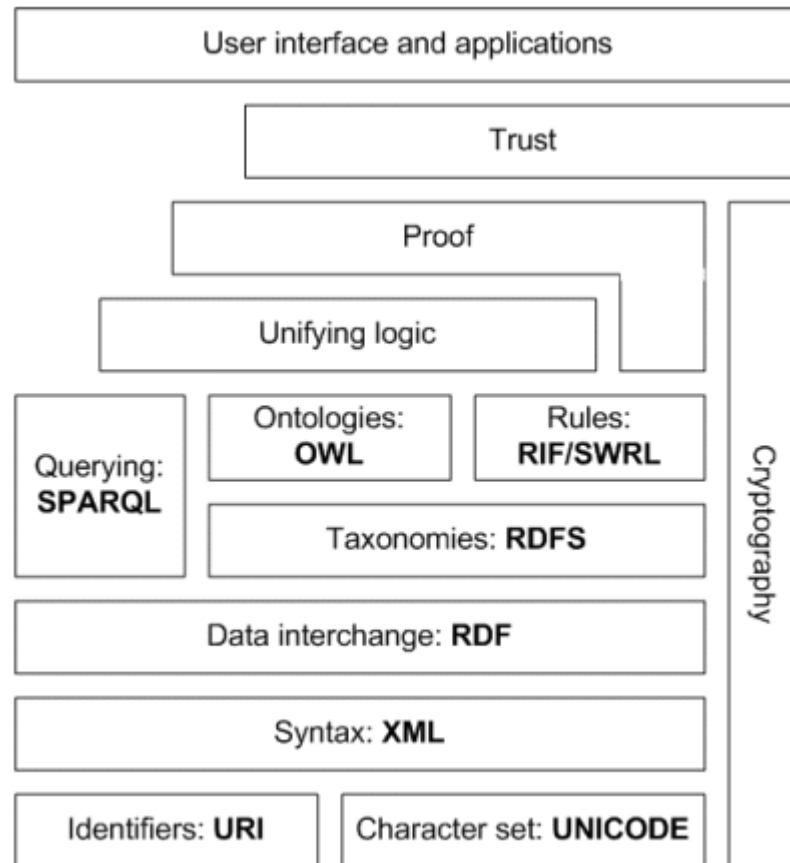 User interface and applications
Trust
Proof
Unifying logic
Querying:
SPARQL
Ontologies:
OWL
Rules:
RIF/SWRL
Taxonomies: RDFS
Cryptography
Data interchange: RDF
Syntax: XML
Identifiers: URI
Character set: UNICODE